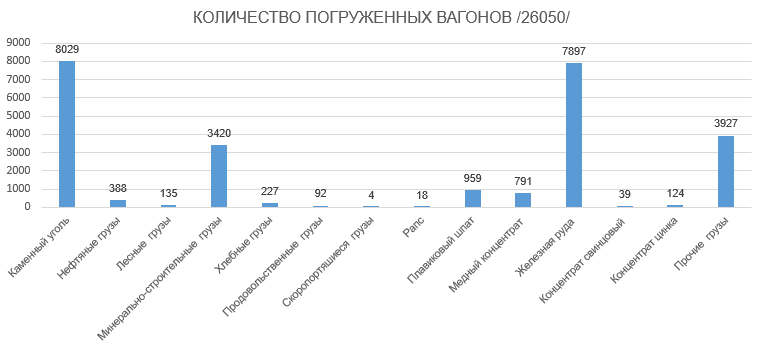 КОЛИЧЕСТВО ПОГРУЖЕННЫХ ВАГОНОВ /26050/
9000
8000
7000
6000
5000
4000
3000
2000
1000
0
8029
388
135
3420
227
92
4
18
959
791
7897
39
124
3927
Каменный уголь
Нефтяные грузы
Лесные грузы
Минерально-строительные грузы
Хлебные грузы
Продовольственные грузы
Скоропортяшиеся грузы
Рапс
Плавиковый шпат
Медный концентрат
Железная руда
Концентрат свинцовый
Концентрат цинка
Прочие грузы